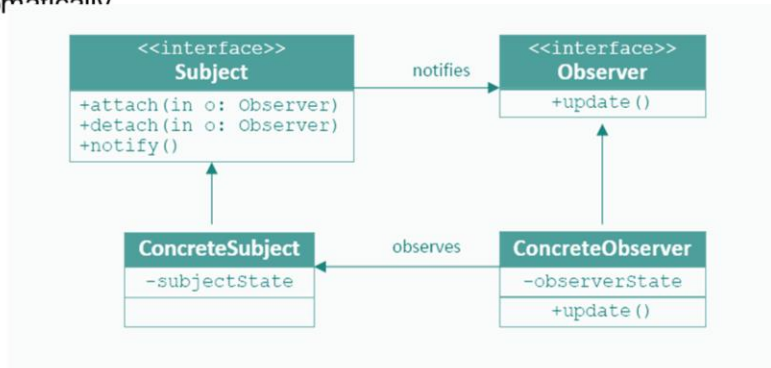 <<interface>>
Subject
+attach(in o: Observer)
+detach(in o: Observer)
+notify()
notifies
<<interface>>
Observer
+update()
ConcreteSubject
-subjectState
observes
ConcreteObserver
-observerState
+update()